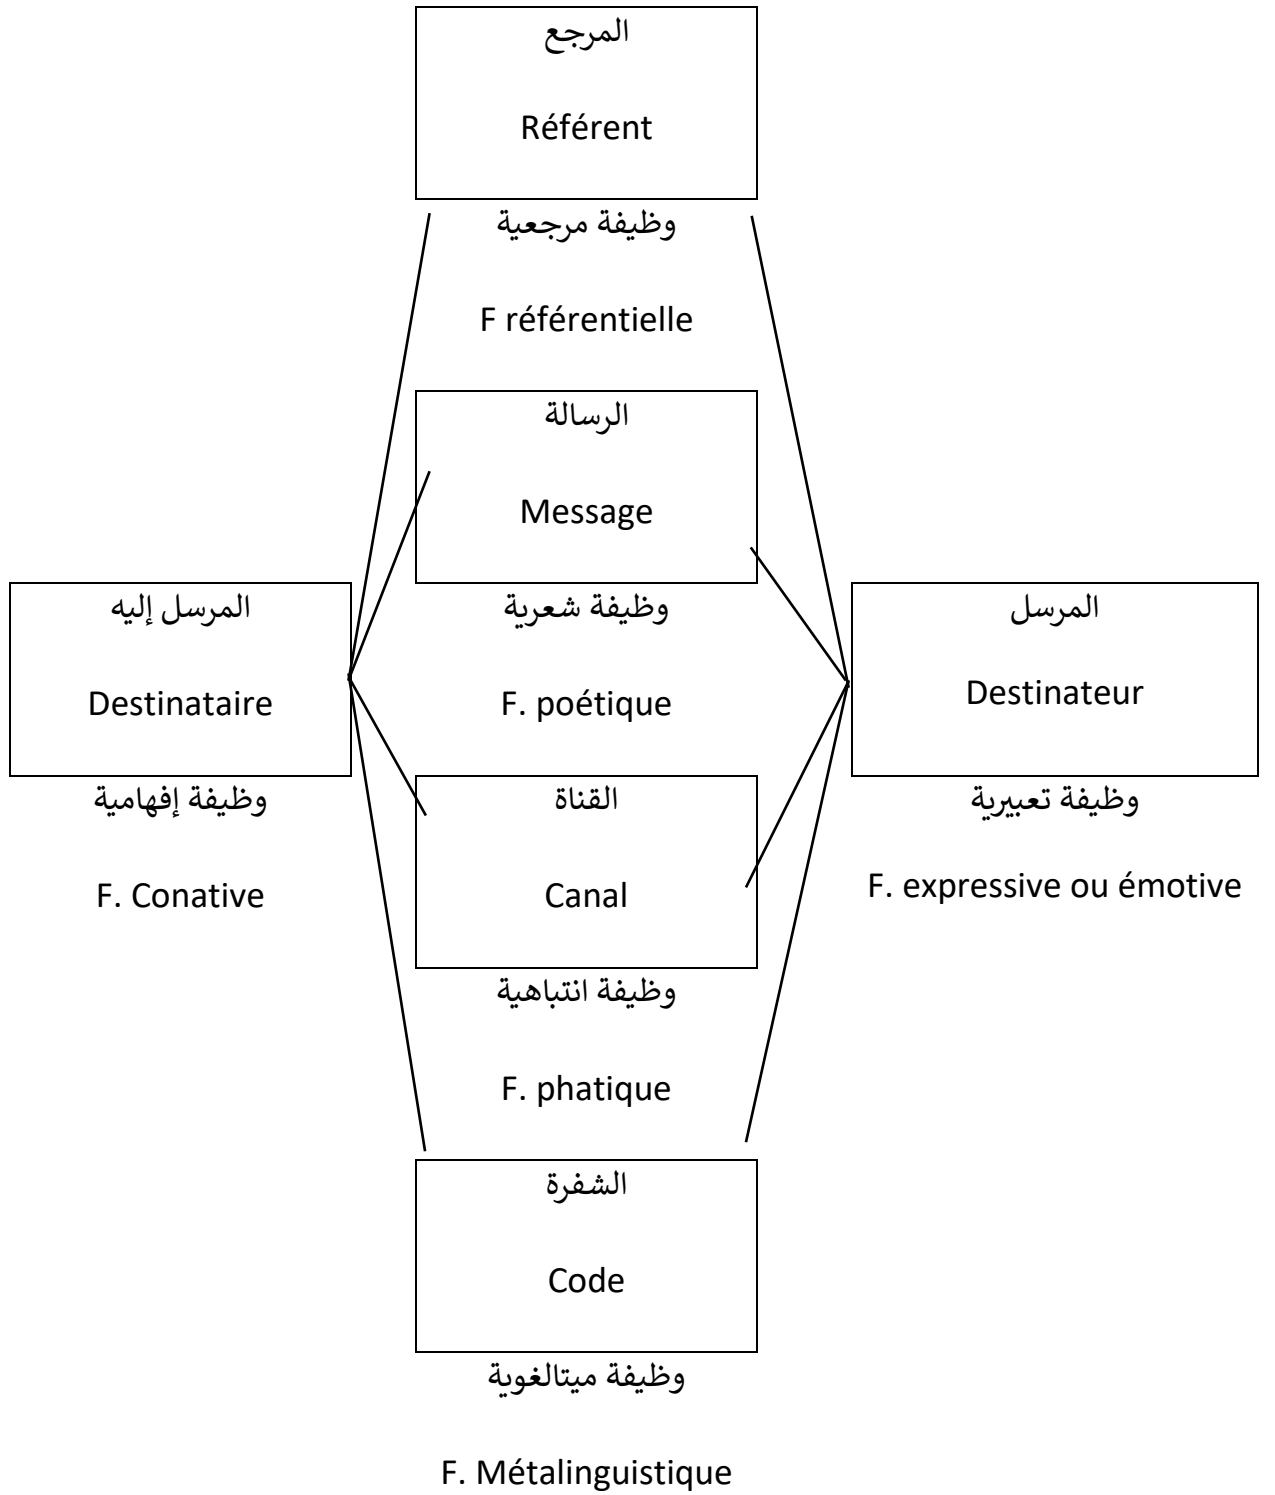 المرجع
Référent
وظيفة مرجعية
F référentielle
الرسالة
Message
وظيفة شعرية
F. poétique
المرسل
Destinateur
وظيفة تعبيرية
F. expressive ou émotive
المرسل إليه
Destinataire
وظيفة إفهامية
F. Conative
القناة
Canal
وظيفة انتباهية
F. phatique
الشفرة
Code
وظيفة ميتالغوية
F. Métalinguistique